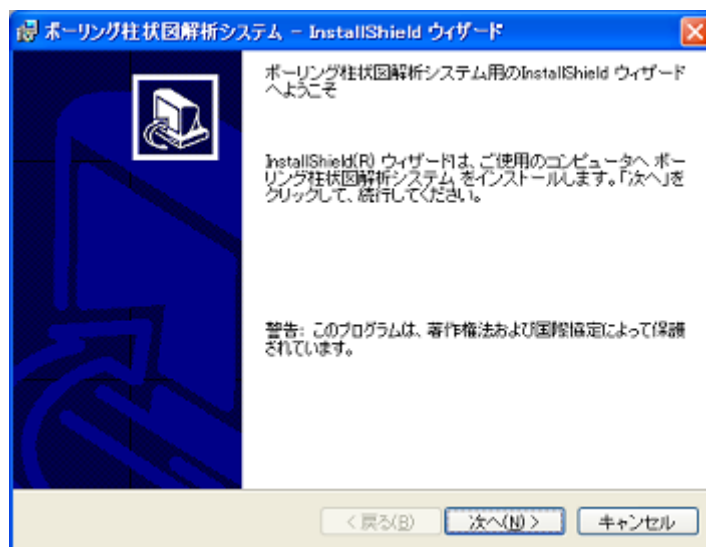 ボーリング柱状図解析システム - InstallShield ウィザード
ボーリング柱状図解析システム用のInstallShield ウィザード
へようこそ
InstallShield(R) ウィザードは、ご使用のコンピュータへ ボー
リング柱状図解析システム をインストールします。「次へ」を
クリックして、続行してください。
警告: このプログラムは、著作権法および国際協定によって保護
されています。
< 戻る(B)
次へ(N) >
キャンセル